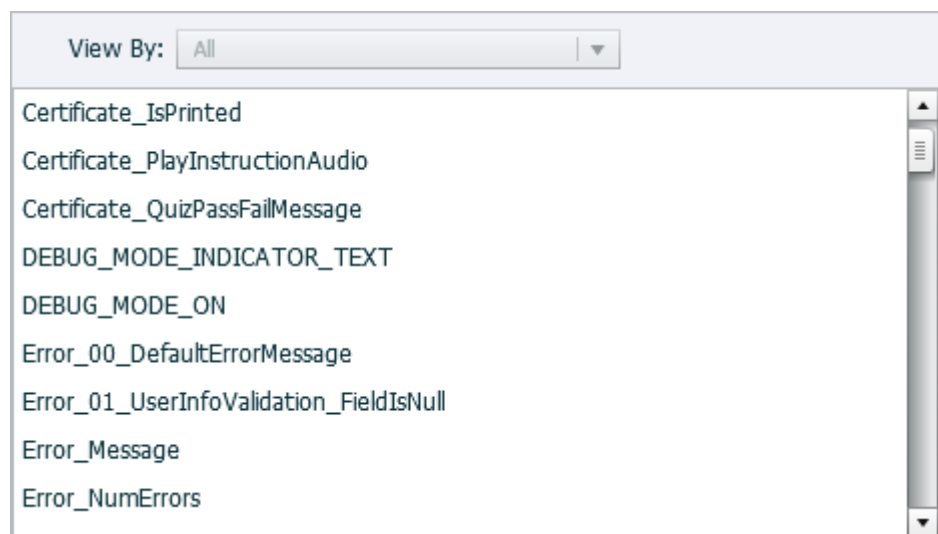 View By: All
Certificate_IsPrinted
Certificate_PlayInstructionAudio
Certificate_QuizPassFailMessage
DEBUG_MODE_INDICATOR_TEXT
DEBUG_MODE_ON
Error_00_DefaultErrorMessage
Error_01_UserInfoValidation_FieldIsNull
Error_Message
Error_NumErrors